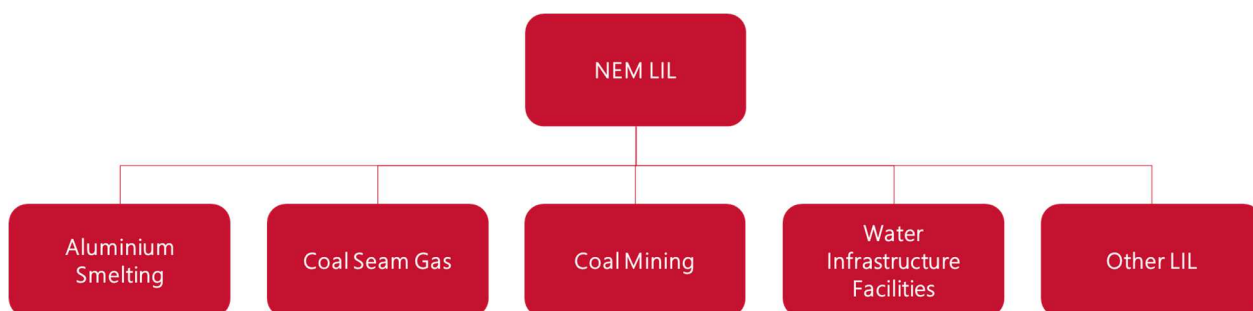 NEM LIL
Aluminium
Smelting
Coal Seam Gas
Coal Mining
Water
Infrastructure
Facilities
Other LIL